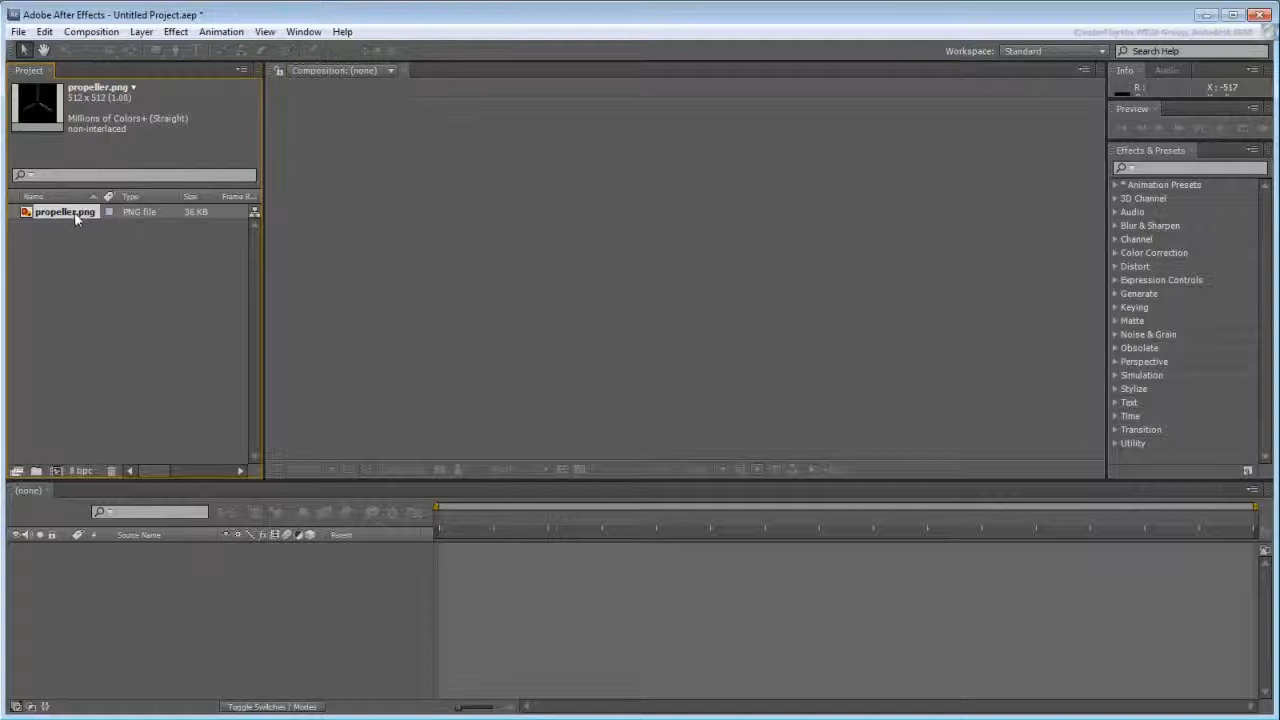 Adobe After Effects - Untitled Project.aep *
File Edit Composition Layer Effect Animation View Window Help
Workspace: Standard Search Help
Project
Composition: (none)
Info Audio
propeller.png
512 x 512 (1.00)
Millions of Colors+ (Straight)
non-interlaced
R :
X : -517
Preview
Effects & Presets
Name Type Size Frame R...
propeller.png PNG file 36 KB
* Animation Presets
3D Channel
Audio
Blur & Sharpen
Channel
Color Correction
Distort
Expression Controls
Generate
Keying
Matte
Noise & Grain
Obsolete
Perspective
Simulation
Stylize
Text
Time
Transition
Utility
8 bpc
(none)
# Source Name Parent
Toggle Switches / Modes